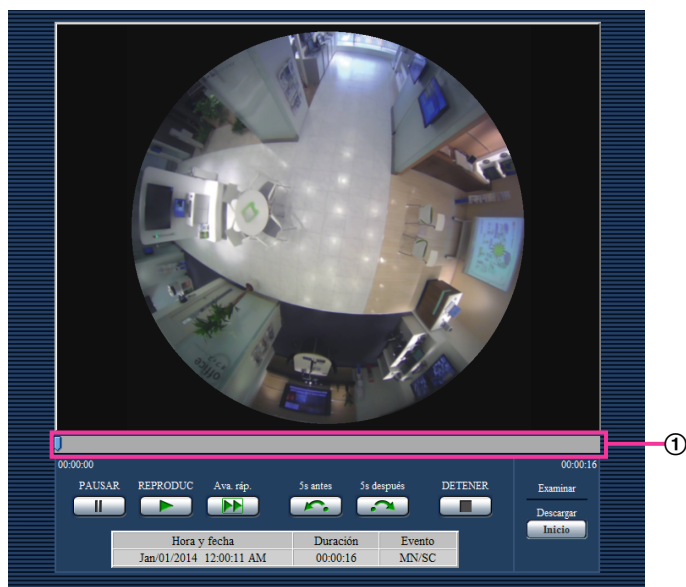 office
①
00:00:00 00:00:16
PAUSAR REPRODUC Ava. ráp. 5s antes 5s después DETENER
Examinar
Descargar
Inicio
Hora y fecha Duración Evento
Jan/01/2014 12:00:11 AM 00:00:16 MN/SC